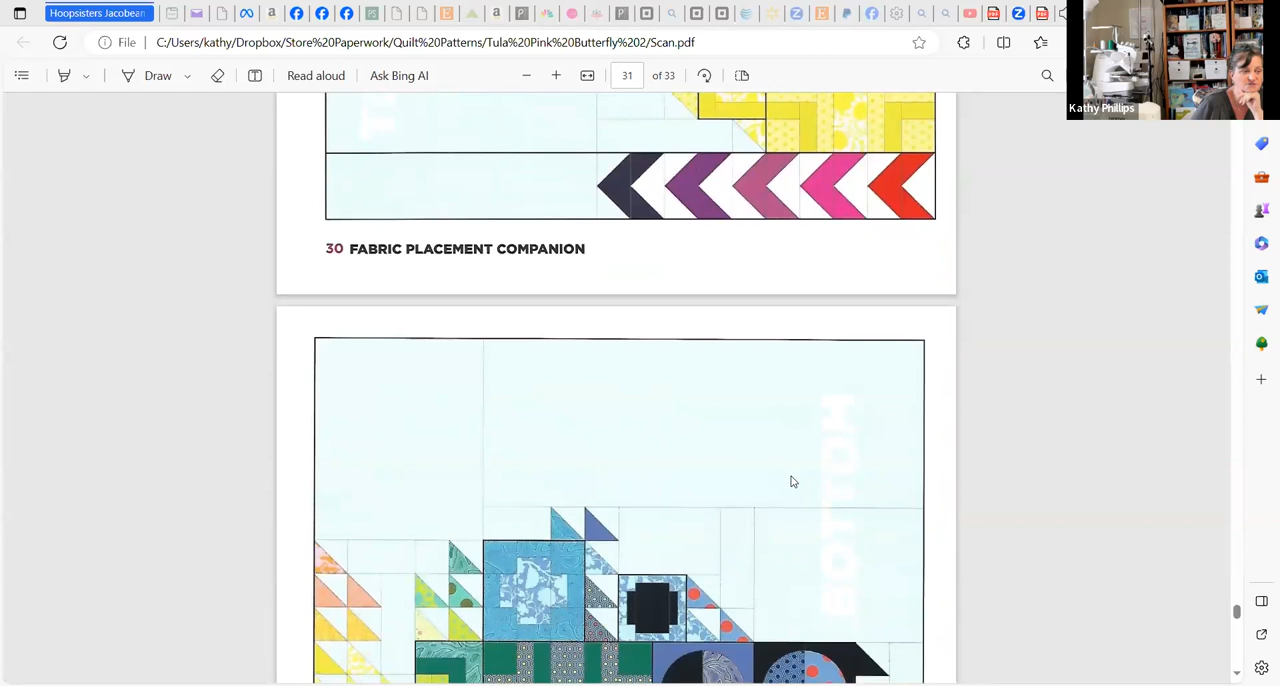 Hoopsisters Jacobean
File C:/Users/kathy/Dropbox/Store%20Paperwork/Quilt%20Patterns/Tula%20Pink%20Butterfly%202/Scan.pdf
Draw Read aloud Ask Bing AI 31 of 33
Kathy Phillips
30 FABRIC PLACEMENT COMPANION
BOTTOM